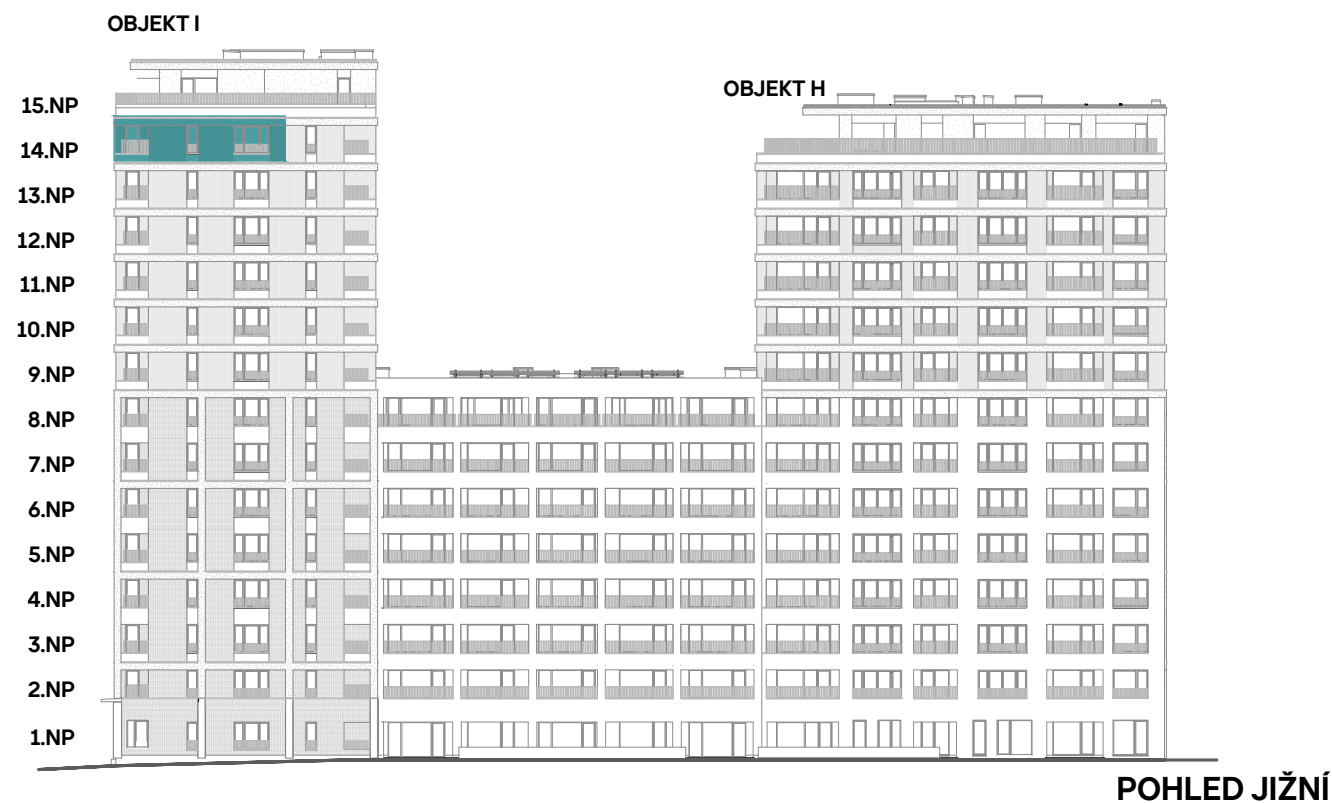 OBJEKT I
OBJEKT H
15.NP
14.NP
13.NP
12.NP
11.NP
10.NP
9.NP
8.NP
7.NP
6.NP
5.NP
4.NP
3.NP
2.NP
1.NP
POHLED JIŽNÍ